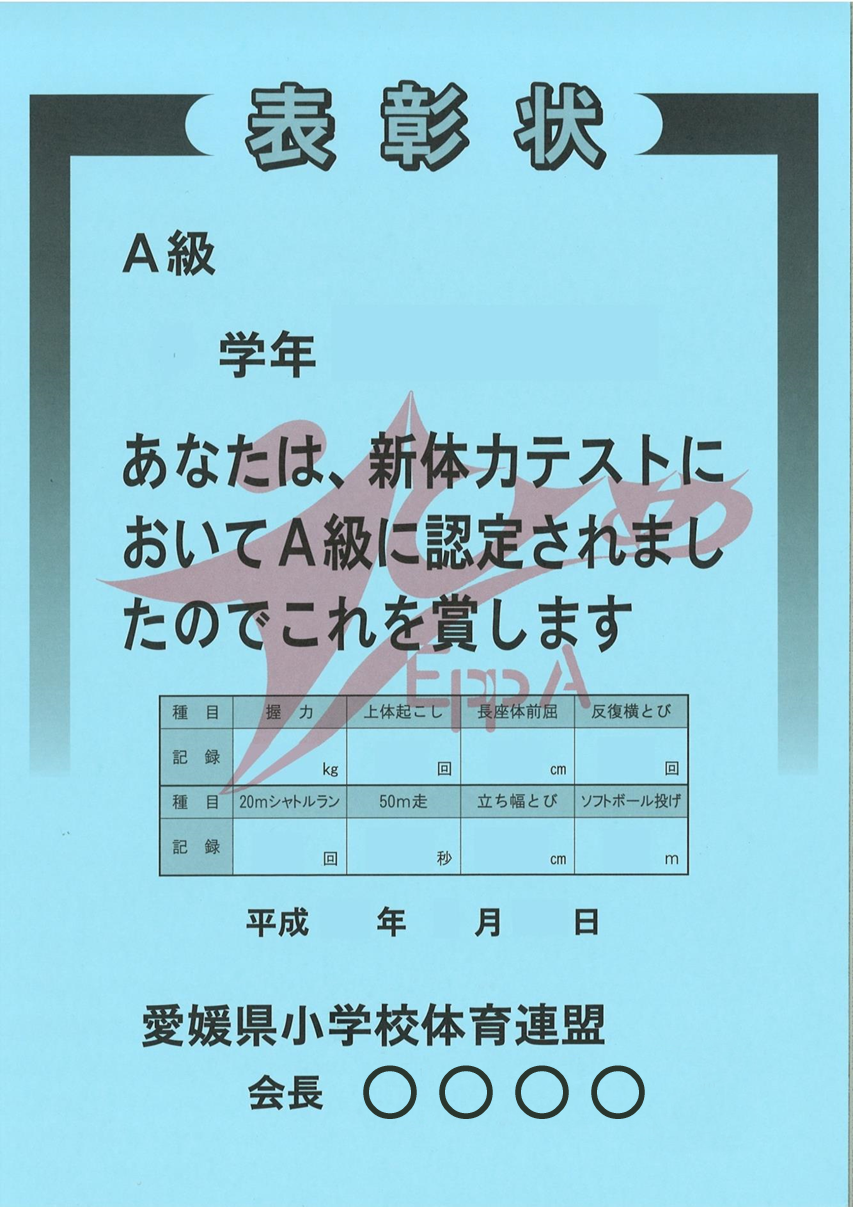 表彰状
A級
学年
あなたは、新体力テストに
おいてA級に認定されまし
たのでこれを賞します
EppA
種目 握力 上体起こし 長座体前屈 反復横とび
記録 kg 回 cm 回
種目 20mシャトルラン 50m走 立ち幅とび ソフトボール投げ
記録 回 秒 cm m
平成 年 月 日
愛媛県小学校体育連盟
会長 〇〇〇〇